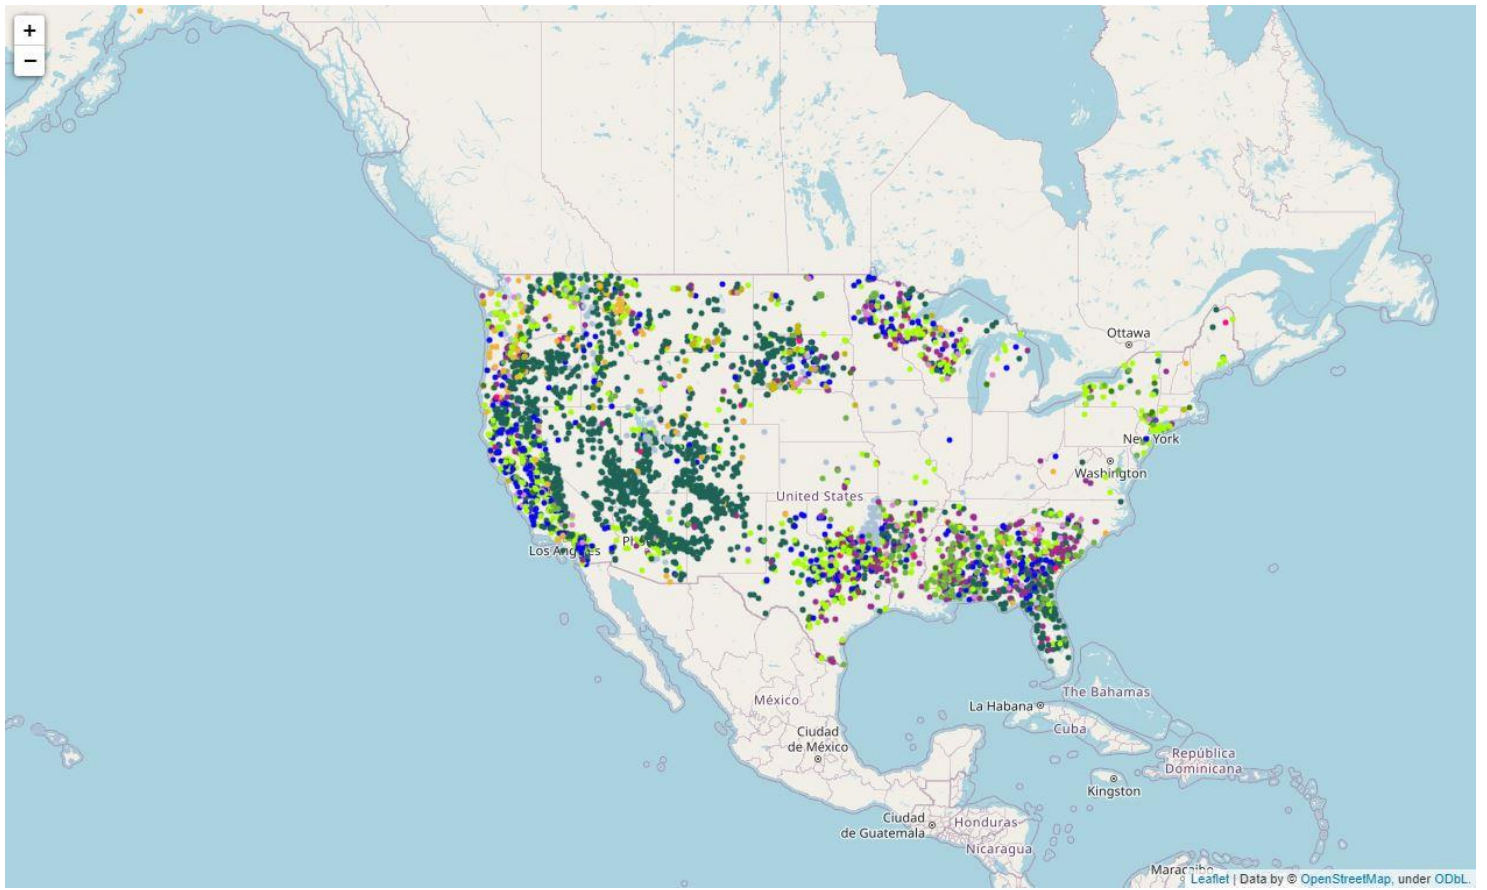 +
−
Ottawa
New York
Washington
United States
Los Angeles
México
Ciudad
de México
La Habana
The Bahamas
Cuba
República
Dominicana
Kingston
Ciudad
de Guatemala
Honduras
Nicaragua
Maracaibo
Leaflet | Data by © OpenStreetMap, under ODbL.